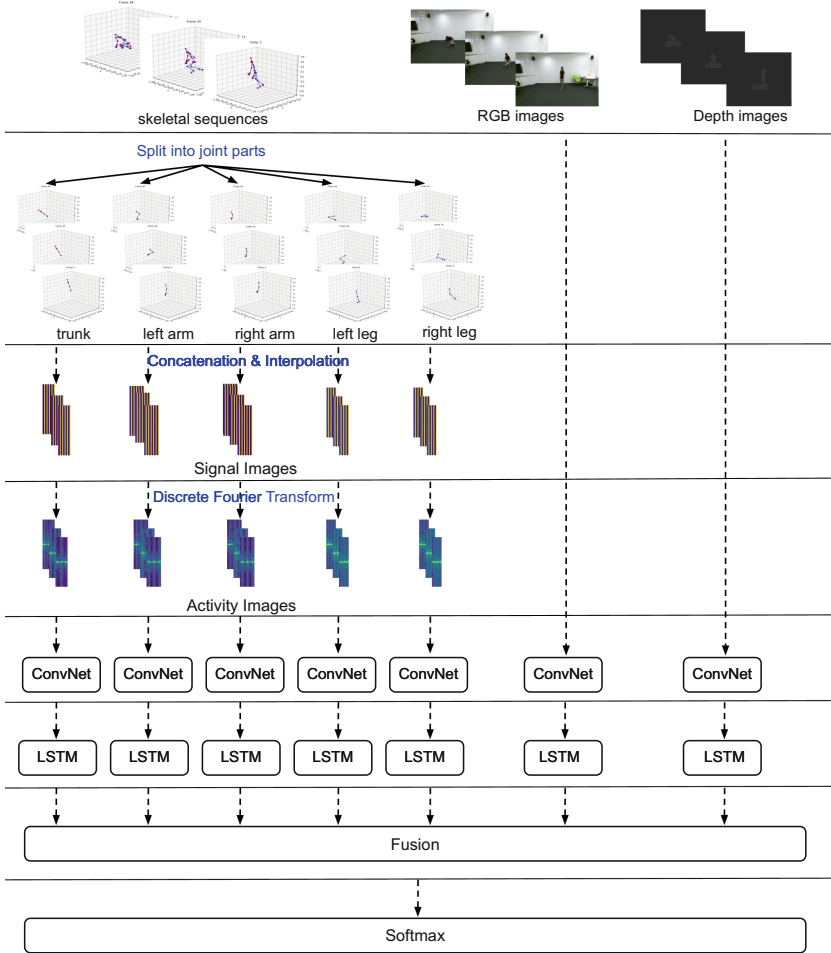 skeletal sequences
RGB images
Depth images
Split into joint parts
trunk
left arm
right arm
left leg
right leg
Concatenation & Interpolation
Signal Images
Discrete Fourier Transform
Activity Images
ConvNet ConvNet ConvNet ConvNet ConvNet ConvNet ConvNet
LSTM LSTM LSTM LSTM LSTM LSTM LSTM
Fusion
Softmax